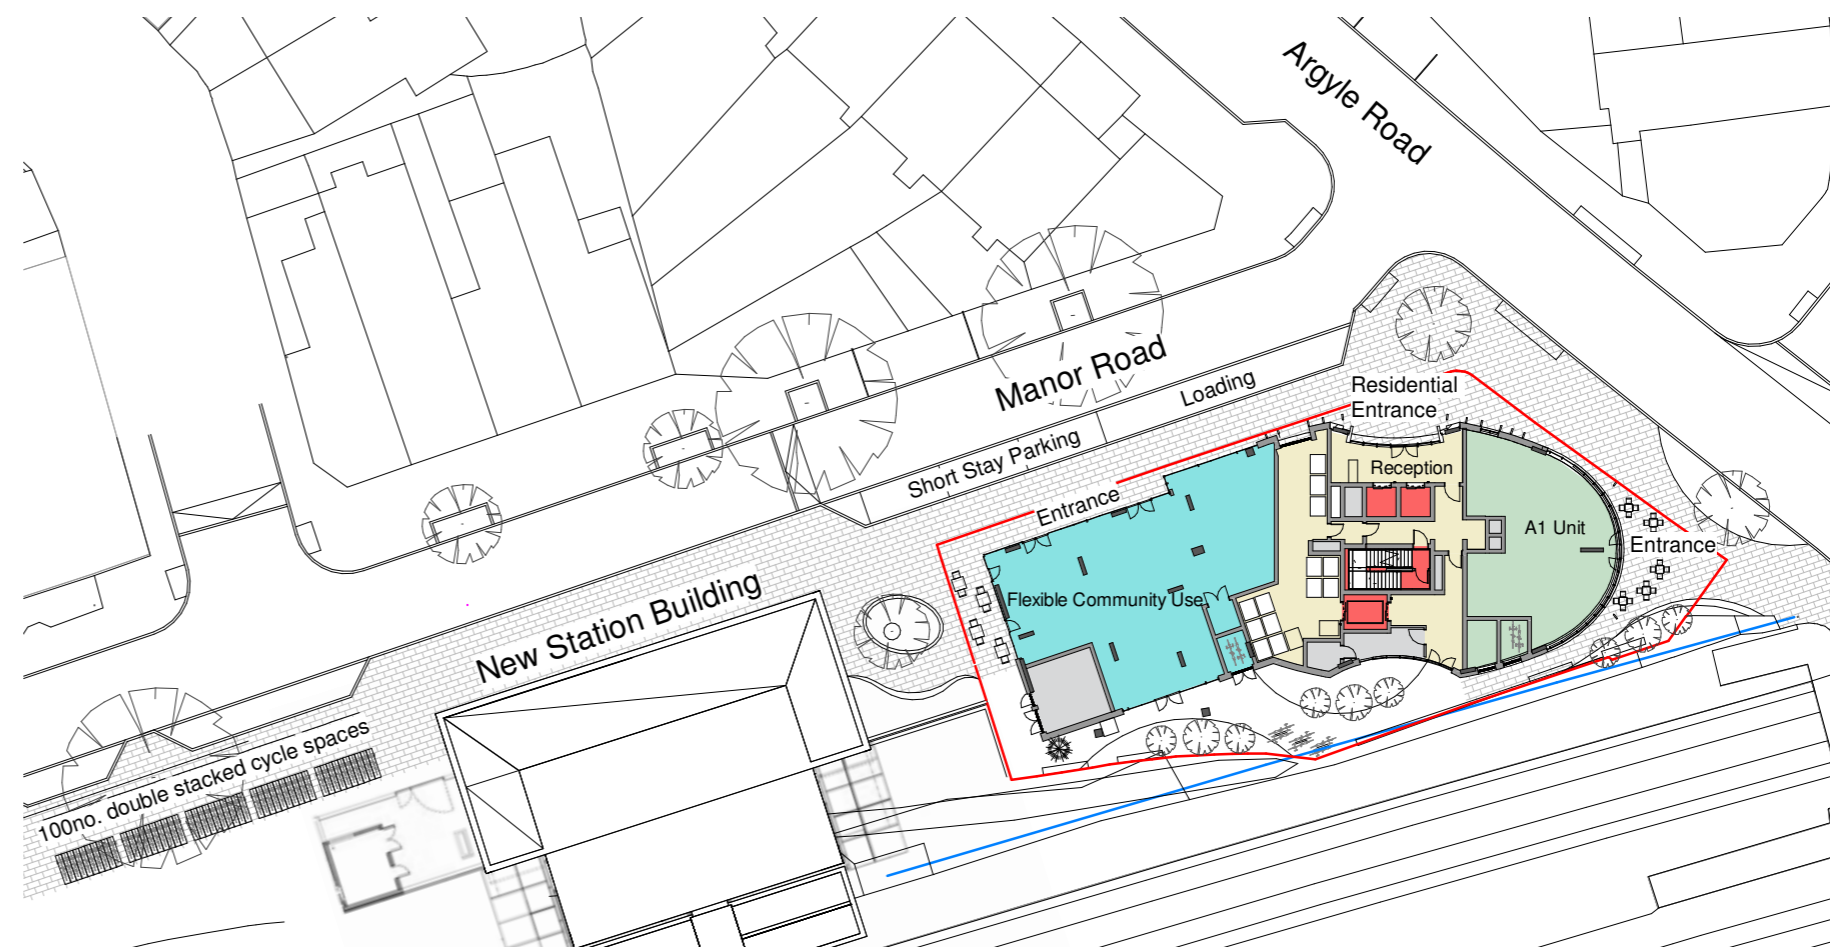 Argyle Road
Manor Road
Loading
Residential
Entrance
Short Stay Parking
Reception
Entrance
A1 Unit
Entrance
Flexible Community Use
New Station Building
100no. double stacked cycle spaces